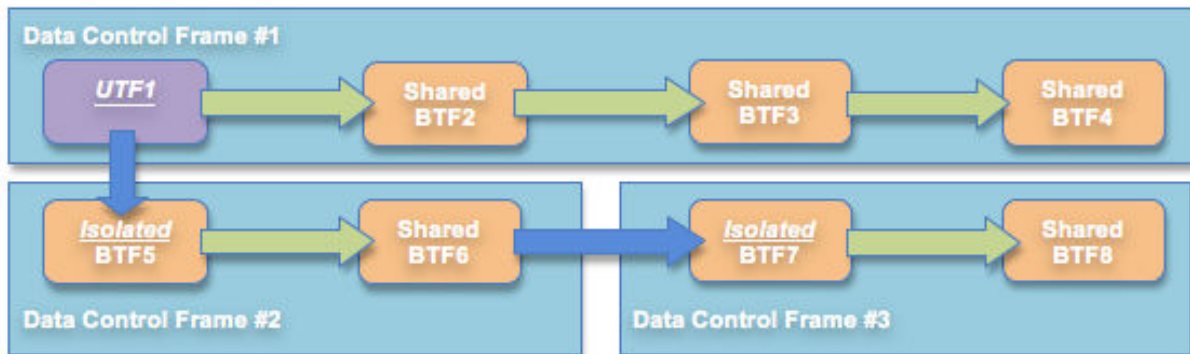 Data Control Frame #1
UTF1
Shared
BTF2
Shared
BTF3
Shared
BTF4
Isolated
BTF5
Shared
BTF6
Isolated
BTF7
Shared
BTF8
Data Control Frame #2
Data Control Frame #3